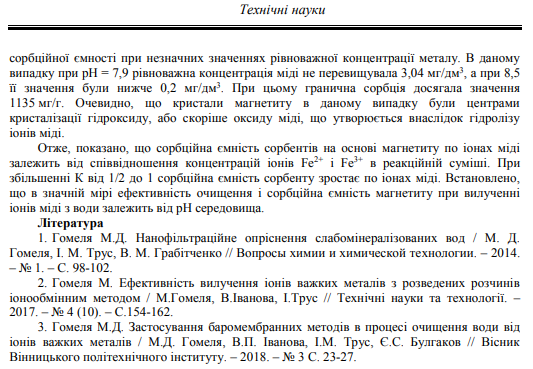 Технічні науки
сорбційної ємності при незначних значеннях рівноважної концентрації металу. В даному
випадку при рН = 7,9 рівноважна концентрація міді не перевищувала 3,04 мг/дм³, а при 8,5
її значення були нижче 0,2 мг/дм³. При цьому гранична сорбція досягала значення
1135 мг/г. Очевидно, що кристали магнетиту в даному випадку були центрами
кристалізації гідроксиду, або скоріше оксиду міді, що утворюється внаслідок гідролізу
іонів міді.
Отже, показано, що сорбційна ємність сорбентів на основі магнетиту по іонах міді
залежить від співвідношення концентрацій іонів Fe²⁺ і Fe³⁺ в реакційній суміші. При
збільшенні К від 1/2 до 1 сорбційна ємність сорбенту зростає по іонах міді. Встановлено,
що в значній мірі ефективність очищення і сорбційна ємність магнетиту при вилученні
іонів міді з води залежить від рН середовища.
Література
1. Гомеля М.Д. Нанофільтраційне опріснення слабомінералізованих вод / М. Д.
Гомеля, І. М. Трус, В. М. Грабітченко // Вопросы химии и химической технологии. – 2014.
– № 1. – С. 98-102.
2. Гомеля М. Ефективність вилучення іонів важких металів з розведених розчинів
іонообмінним методом / М.Гомеля, В.Іванова, І.Трус // Технічні науки та технології. –
2017. – № 4 (10). – С.154-162.
3. Гомеля М.Д. Застосування баромембранних методів в процесі очищення води від
іонів важких металів / М.Д. Гомеля, В.П. Іванова, І.М. Трус, Є.С. Булгаков // Вісник
Вінницького політехнічного інституту. – 2018. – № 3 С. 23-27.